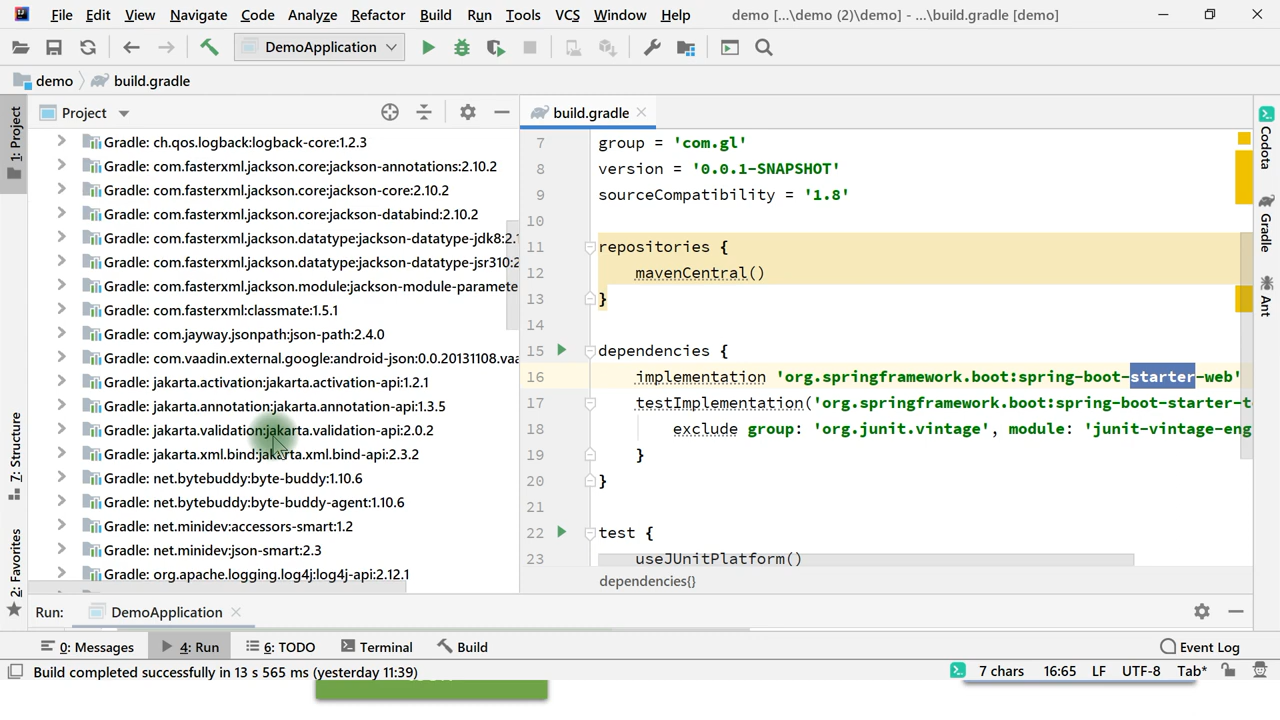 File Edit View Navigate Code Analyze Refactor Build Run Tools VCS Window Help demo [...\demo (2)\demo] - ...\build.gradle [demo]
DemoApplication
demo build.gradle
Project
build.gradle
1: Project
7: Structure
2: Favorites
Gradle: ch.qos.logback:logback-core:1.2.3
Gradle: com.fasterxml.jackson.core:jackson-annotations:2.10.2
Gradle: com.fasterxml.jackson.core:jackson-core:2.10.2
Gradle: com.fasterxml.jackson.core:jackson-databind:2.10.2
Gradle: com.fasterxml.jackson.datatype:jackson-datatype-jdk8:2.
Gradle: com.fasterxml.jackson.datatype:jackson-datatype-jsr310:2
Gradle: com.fasterxml.jackson.module:jackson-module-paramete
Gradle: com.fasterxml:classmate:1.5.1
Gradle: com.jayway.jsonpath:json-path:2.4.0
Gradle: com.vaadin.external.google:android-json:0.0.20131108.vaa
Gradle: jakarta.activation:jakarta.activation-api:1.2.1
Gradle: jakarta.annotation:jakarta.annotation-api:1.3.5
Gradle: jakarta.validation:jakarta.validation-api:2.0.2
Gradle: jakarta.xml.bind:jakarta.xml.bind-api:2.3.2
Gradle: net.bytebuddy:byte-buddy:1.10.6
Gradle: net.bytebuddy:byte-buddy-agent:1.10.6
Gradle: net.minidev:accessors-smart:1.2
Gradle: net.minidev:json-smart:2.3
Gradle: org.apache.logging.log4j:log4j-api:2.12.1
7 group = 'com.gl'
8 version = '0.0.1-SNAPSHOT'
9 sourceCompatibility = '1.8'
10
11 repositories {
12 mavenCentral()
13 }
14
15 dependencies {
16 implementation 'org.springframework.boot:spring-boot-starter-web'
17 testImplementation('org.springframework.boot:spring-boot-starter-t
18 exclude group: 'org.junit.vintage', module: 'junit-vintage-eng
19 }
20 }
21
22 test {
23 useJUnitPlatform()
dependencies{}
Codota
Gradle
Ant
Run: DemoApplication
0: Messages 4: Run 6: TODO Terminal Build Event Log
Build completed successfully in 13 s 565 ms (yesterday 11:39) 7 chars 16:65 LF UTF-8 Tab*